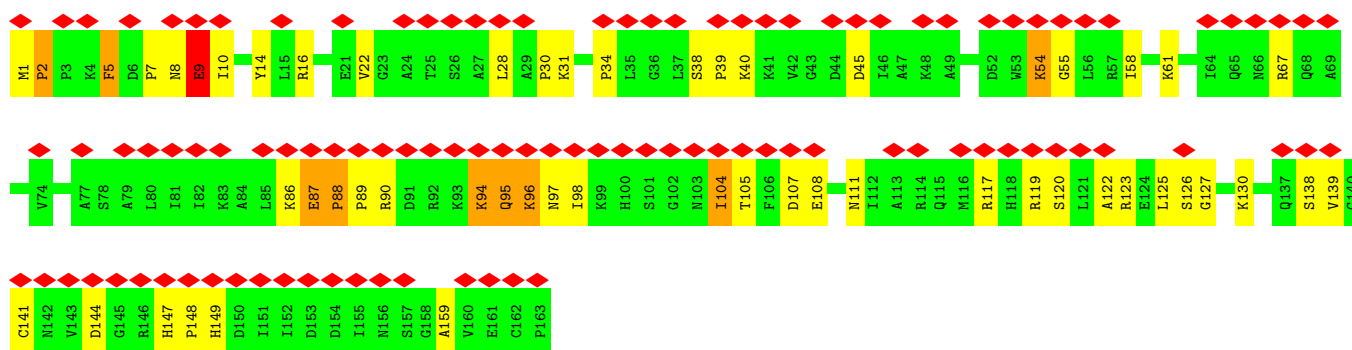 M1 P2 P3 K4 F5 D6 P7 N8 E9 I10 Y14 L15 R16 E21 V22 G23 A24 T25 S26 A27 L28 A29 P30 K31 P34 L35 G36 L37 S38 P39 K40 K41 V42 G43 D44 D45 I46 A47 K48 A49 D52 W53 K54 G55 L56 R57 I58 K61 I64 Q65 N66 R67 Q68 A69
V74 A77 S78 A79 L80 I81 I82 K83 A84 L85 K86 E87 P88 P89 R90 D91 R92 K93 K94 Q95 K96 N97 I98 K99 H100 S101 G102 N103 I104 T105 F106 D107 E108 N111 I112 A113 R114 Q115 M116 R117 H118 R119 S120 L121 A122 R123 E124 L125 S126 G127 K130 Q137 S138 V139 G140
C141 N142 V143 D144 G145 R146 H147 P148 H149 D150 I151 I152 D153 D154 I155 N156 S157 G158 A159 V160 E161 C162 P163